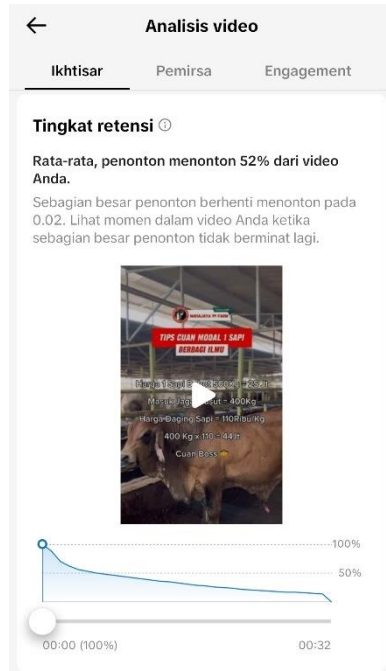 Analisis video
Ikhtisar
Pemirsa
Engagement
Tingkat retensi
Rata-rata, penonton menonton 52% dari video
Anda.
Sebagian besar penonton berhenti menonton pada
0.02. Lihat momen dalam video Anda ketika
sebagian besar penonton tidak berminat lagi.
TIPS CUAN MODAL 1 SAPI
BERBAGI ILMU
Harga 1 sapi
= 400Kg
Harga Daging Sapi = 110Ribu/Kg
400 Kg x 110 = 44Jt
Cuan Boss
100%
50%
00:00 (100%)
00:32